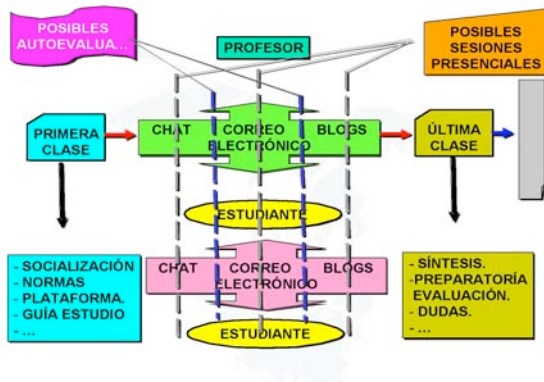 POSIBLES
AUTOEVALUA...
PROFESOR
POSIBLES
SESIONES
PRESENCIALES
PRIMERA
CLASE
CHAT
CORREO
ELECTRÓNICO
BLOGS
ÚLTIMA
CLASE
ESTUDIANTE
- SOCIALIZACIÓN
- NORMAS
- PLATAFORMA.
- GUÍA ESTUDIO
- ...
CHAT
CORREO
ELECTRÓNICO
BLOGS
- SÍNTESIS.
-PREPARATORÍA
EVALUACIÓN.
- DUDAS.
- ...
ESTUDIANTE